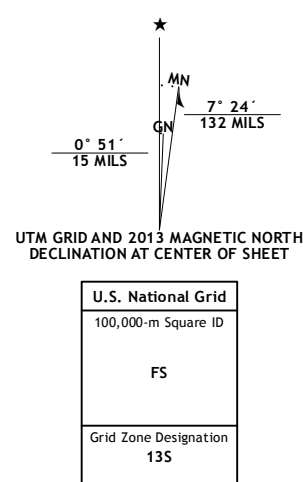 ★
MN
GN
7° 24´
132 MILS
0° 51´
15 MILS
UTM GRID AND 2013 MAGNETIC NORTH
DECLINATION AT CENTER OF SHEET
U.S. National Grid
100,000-m Square ID
FS
Grid Zone Designation
13S